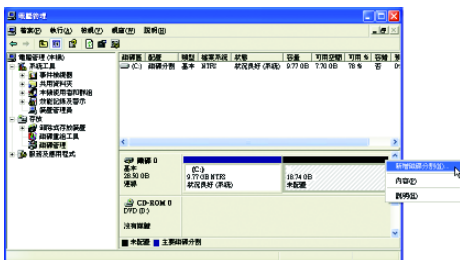 電腦管理
檔案(F) 執行(A) 檢視(V) 視窗(W) 說明(H)
電腦管理 (本機)
系統工具
事件檢視器
共用資料夾
本機使用者和群組
效能記錄及警示
裝置管理員
存放
卸除式存放裝置
磁碟重組工具
磁碟管理
服務及應用程式
磁碟區 配置 類型 檔案系統 狀態 容量 可用空間 可用 % 容錯
(C:) 磁碟分割 基本 NTFS 狀況良好 (系統) 9.77 GB 7.70 GB 78 % 否
磁碟 0
基本
28.50 GB
連線
(C:)
9.77 GB NTFS
狀況良好 (系統)
18.74 GB
未配置
CD-ROM 0
DVD (D:)
沒有媒體
未配置 主要磁碟分割
新增磁碟分割(N)...
內容(P)
說明(H)